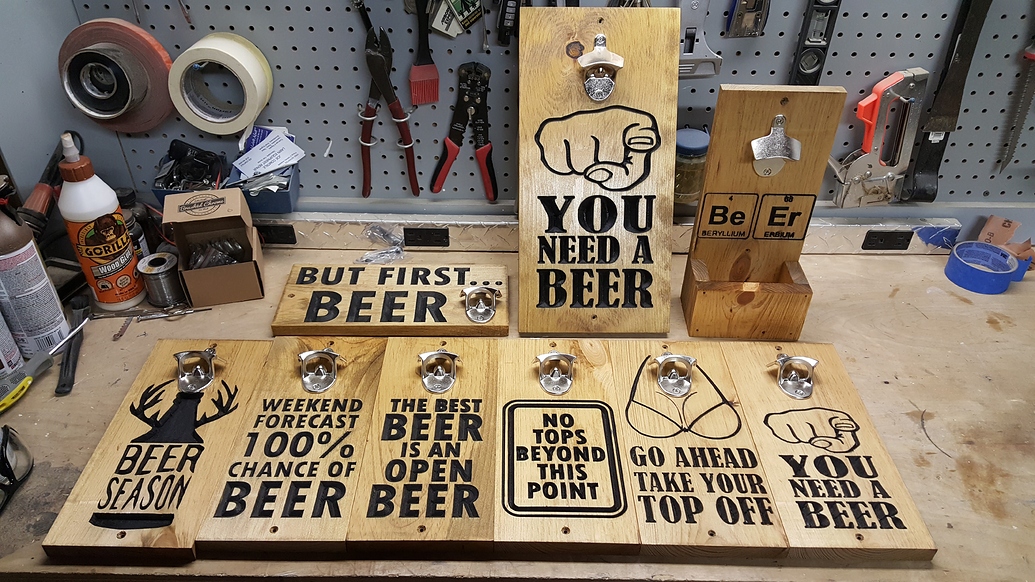 YOU
NEED A
BEER
Be
Er
68
BERYLLIUM
ERBIUM
BUT FIRST...
BEER
GORILLA
Wood Glue
BEER
SEASON
WEEKEND
FORECAST
100%
CHANCE OF
BEER
THE BEST
BEER
IS AN
OPEN
BEER
NO
TOPS
BEYOND
THIS
POINT
GO AHEAD
TAKE YOUR
TOP OFF
YOU
NEED A
BEER